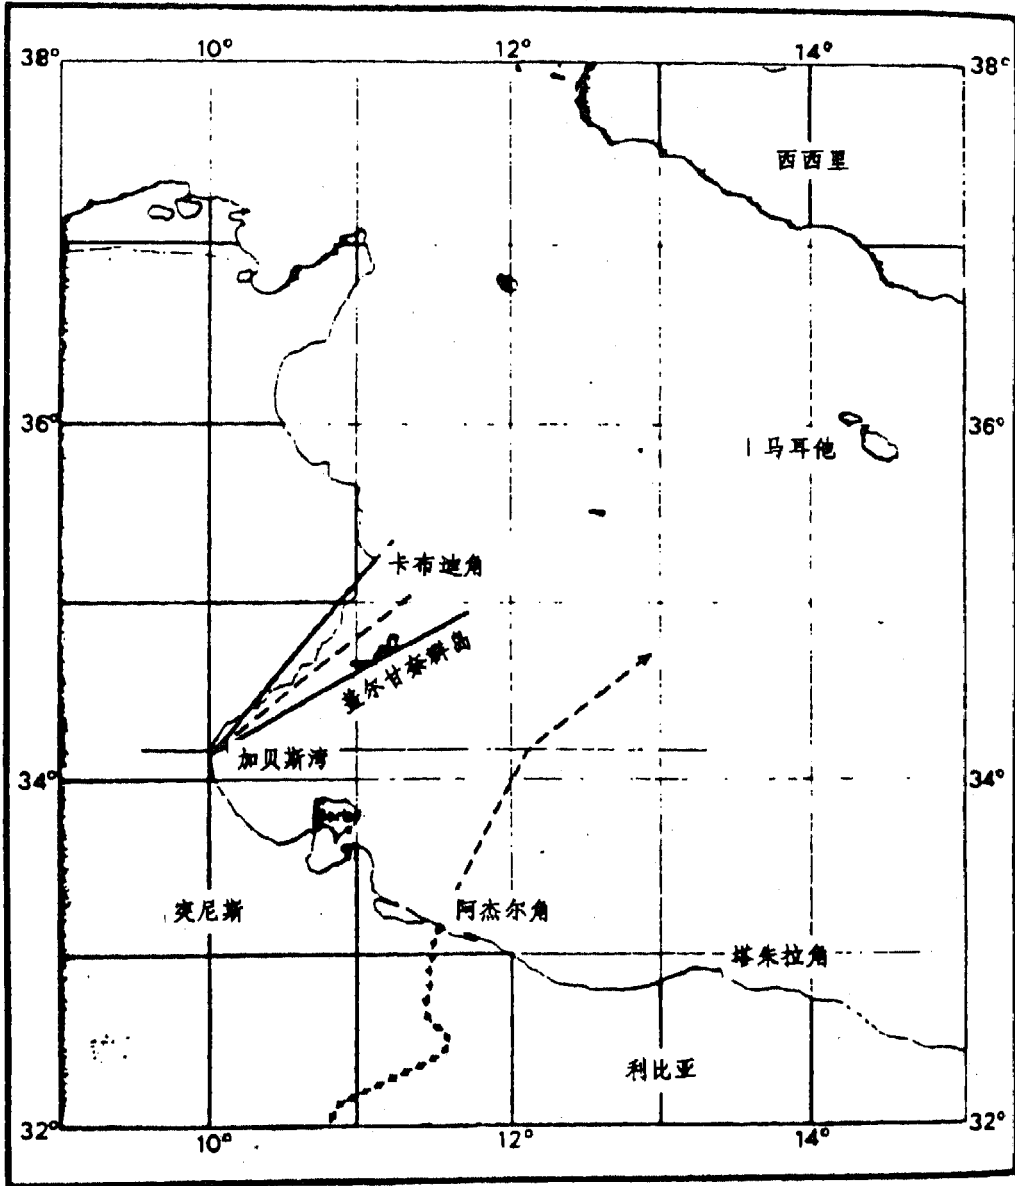 10° 12° 14°
38° 38°
西西里
36° 36°
马耳他
卡布迪角
盖尔甘奈群岛
加贝斯湾
34° 34°
突尼斯
阿杰尔角
塔朱拉角
利比亚
32° 32°
10° 12° 14°